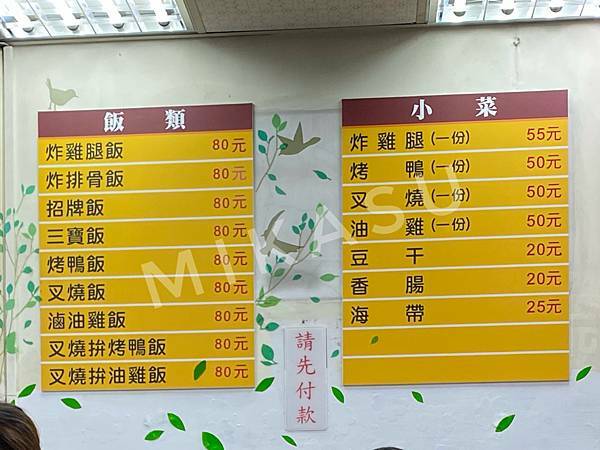 飯類
炸雞腿飯 80元
炸排骨飯 80元
招牌飯 80元
三寶飯 80元
烤鴨飯 80元
叉燒飯 80元
滷油雞飯 80元
叉燒拚烤鴨飯 80元
叉燒拚油雞飯 80元
小菜
炸雞腿(一份) 55元
烤鴨(一份) 50元
叉燒(一份) 50元
油雞(一份) 50元
豆干 20元
香腸 20元
海帶 25元
請先付款
MIKASU